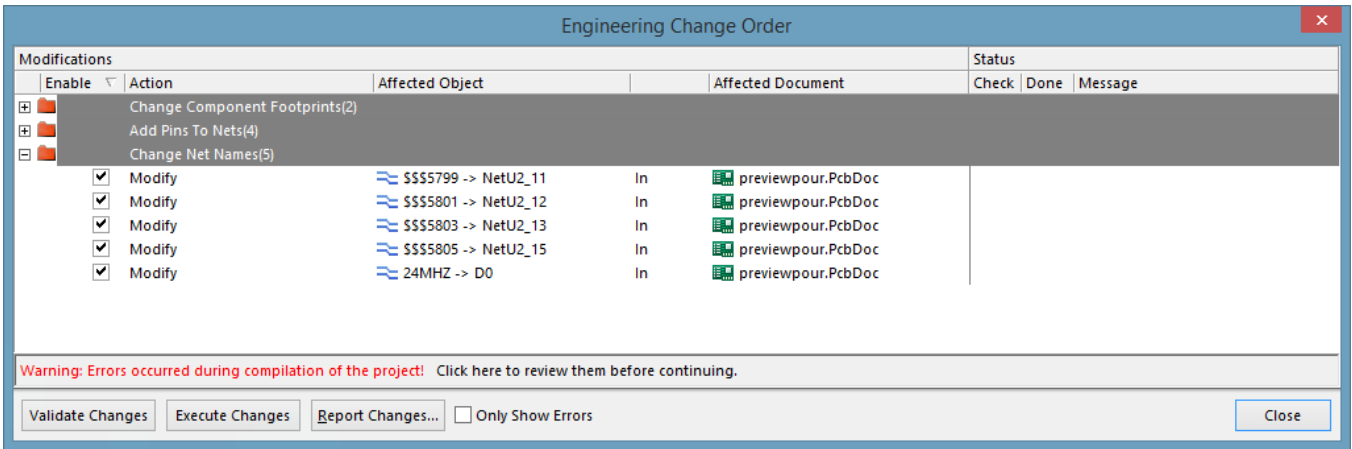 Engineering Change Order
Modifications Status
Enable Action Affected Object Affected Document Check Done Message
Change Component Footprints(2)
Add Pins To Nets(4)
Change Net Names(5)
Modify $$$5799 -> NetU2_11 In previewpour.PcbDoc
Modify $$$5801 -> NetU2_12 In previewpour.PcbDoc
Modify $$$5803 -> NetU2_13 In previewpour.PcbDoc
Modify $$$5805 -> NetU2_15 In previewpour.PcbDoc
Modify 24MHZ -> D0 In previewpour.PcbDoc
Warning: Errors occurred during compilation of the project! Click here to review them before continuing.
Validate Changes Execute Changes Report Changes... Only Show Errors Close